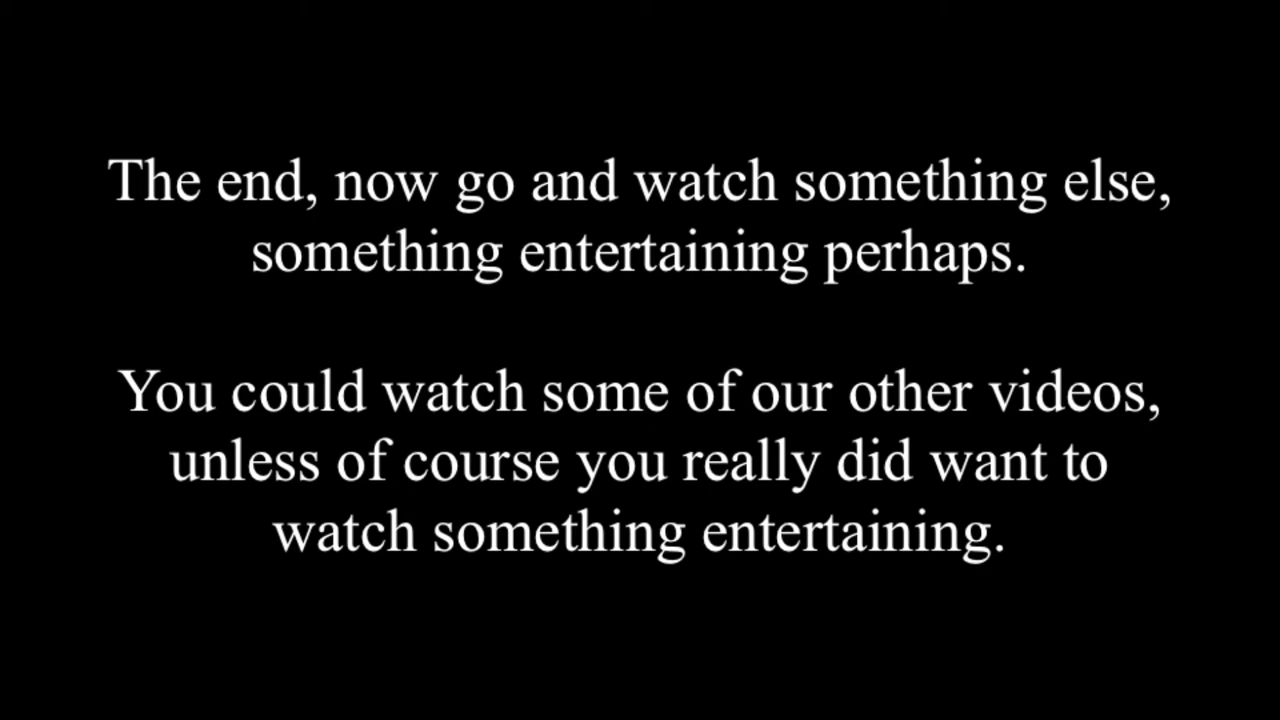 The end, now go and watch something else,
something entertaining perhaps.
You could watch some of our other videos,
unless of course you really did want to
watch something entertaining.